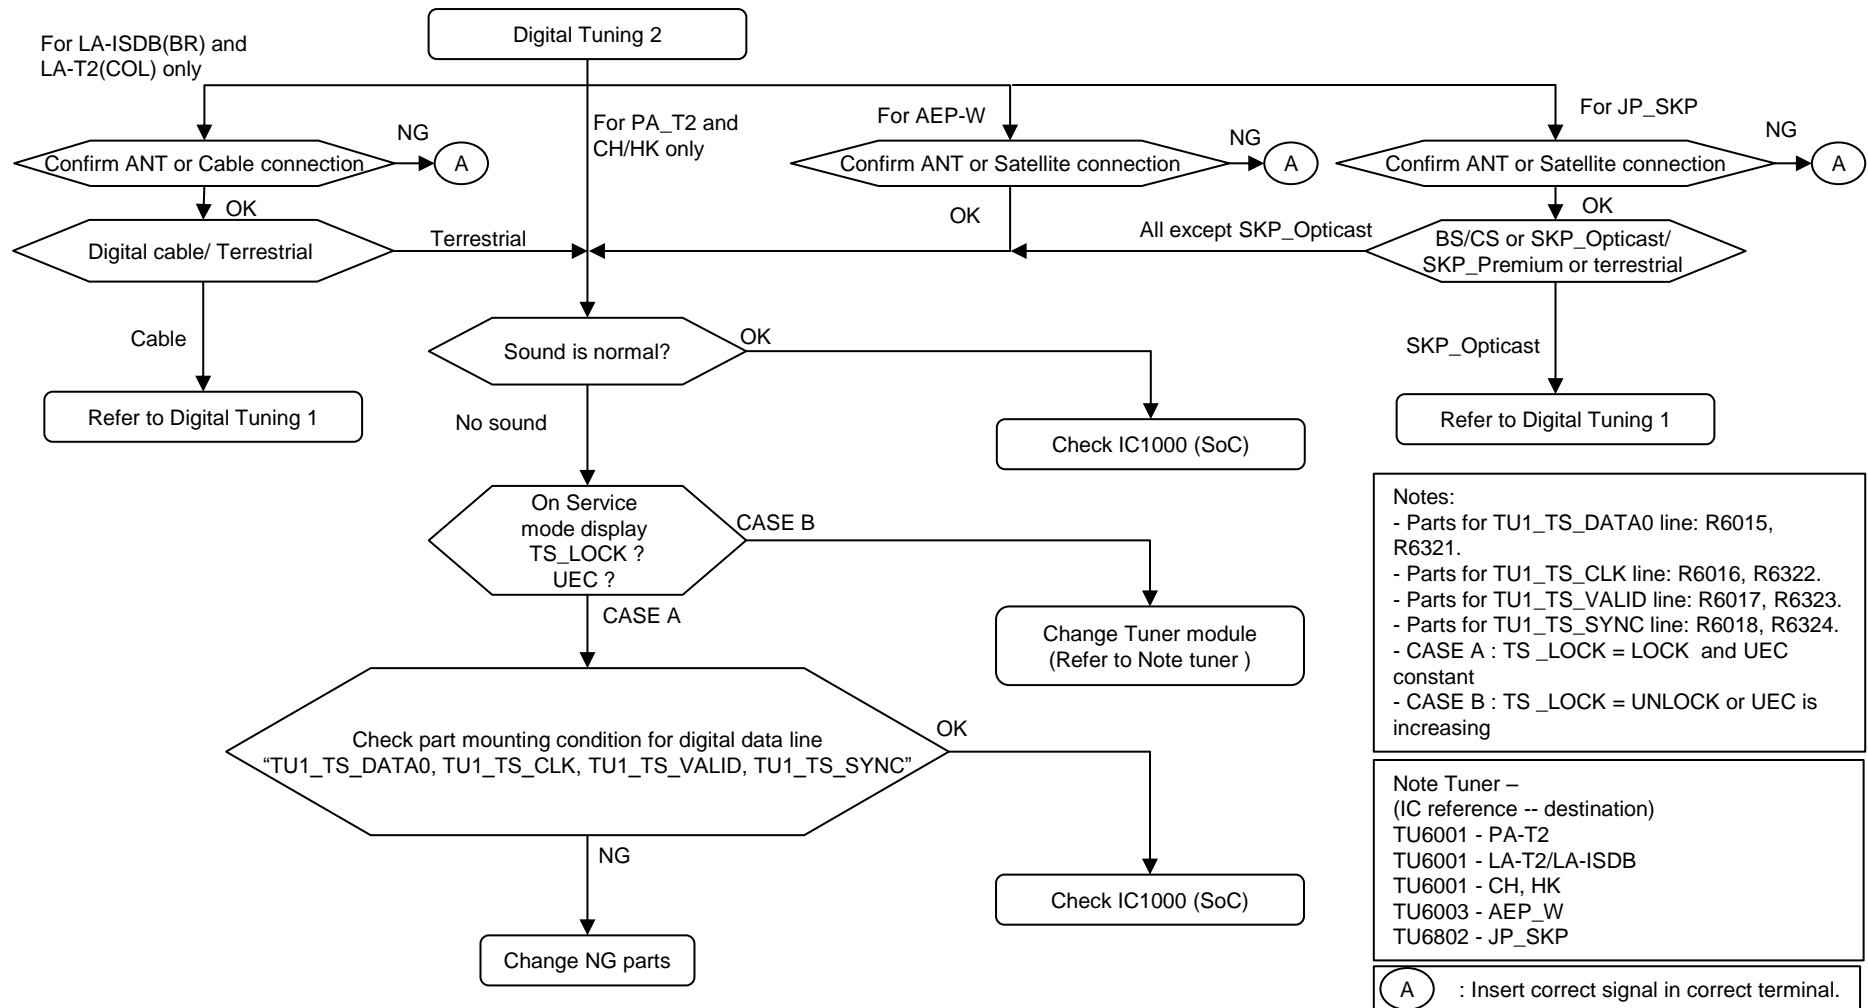 Digital Tuning 2
For LA-ISDB(BR) and
LA-T2(COL) only
For PA_T2 and
CH/HK only
For AEP-W
For JP_SKP
Confirm ANT or Cable connection
NG
A
Confirm ANT or Satellite connection
NG
A
Confirm ANT or Satellite connection
NG
A
OK
OK
OK
Digital cable/ Terrestrial
Terrestrial
All except SKP_Opticast
BS/CS or SKP_Opticast/
SKP_Premium or terrestrial
Cable
Sound is normal?
OK
SKP_Opticast
Refer to Digital Tuning 1
No sound
Check IC1000 (SoC)
Refer to Digital Tuning 1
On Service
mode display
TS_LOCK ?
UEC ?
CASE B
CASE A
Change Tuner module
(Refer to Note tuner )
Check part mounting condition for digital data line
“TU1_TS_DATA0, TU1_TS_CLK, TU1_TS_VALID, TU1_TS_SYNC”
OK
NG
Check IC1000 (SoC)
Change NG parts
Notes:
- Parts for TU1_TS_DATA0 line: R6015,
R6321.
- Parts for TU1_TS_CLK line: R6016, R6322.
- Parts for TU1_TS_VALID line: R6017, R6323.
- Parts for TU1_TS_SYNC line: R6018, R6324.
- CASE A : TS _LOCK = LOCK  and UEC
constant
- CASE B : TS _LOCK = UNLOCK or UEC is
increasing
Note Tuner –
(IC reference -- destination)
TU6001 - PA-T2
TU6001 - LA-T2/LA-ISDB
TU6001 - CH, HK
TU6003 - AEP_W
TU6802 - JP_SKP
A : Insert correct signal in correct terminal.